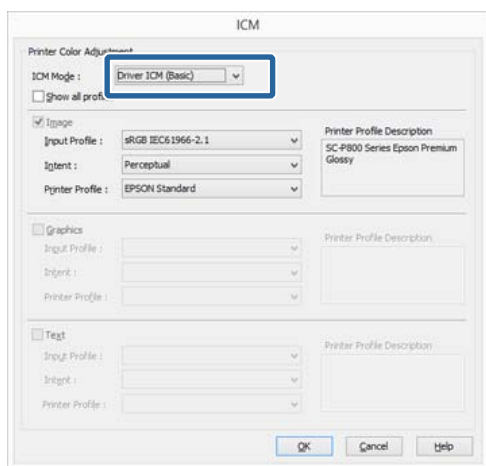 ICM
Printer Color Adjustment
ICM Mode :
Driver ICM (Basic)
Show all
Image
Input Profile :
sRGB IEC61966-2.1
Intent :
Perceptual
Printer Profile :
EPSON Standard
Printer Profile Description
SC-P800 Series Epson Premium
Glossy
Graphics
Input Profile :
Intent :
Printer Profile :
Printer Profile Description
Text
Input Profile :
Intent :
Printer Profile :
Printer Profile Description
OK
Cancel
Help